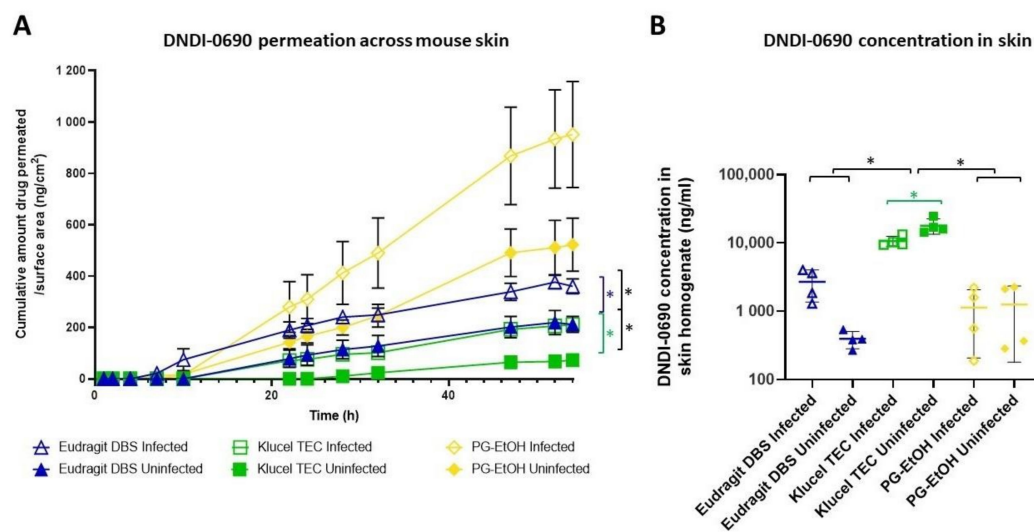 A
DNDI-0690 permeation across mouse skin
Cumulative amount drug permeated
/surface area (ng/cm²)
1 200
1 000
800
600
400
200
0
0
20
40
Time (h)
*
*
*
*
Eudragit DBS Infected
Klucel TEC Infected
PG-EtOH Infected
Eudragit DBS Uninfected
Klucel TEC Uninfected
PG-EtOH Uninfected
B
DNDI-0690 concentration in skin
DNDI-0690 concentration in
skin homogenate (ng/ml)
100,000
10,000
1 000
100
*
*
*
Eudragit DBS Infected
Eudragit DBS Uninfected
Klucel TEC Infected
Klucel TEC Uninfected
PG-EtOH Infected
PG-EtOH Uninfected